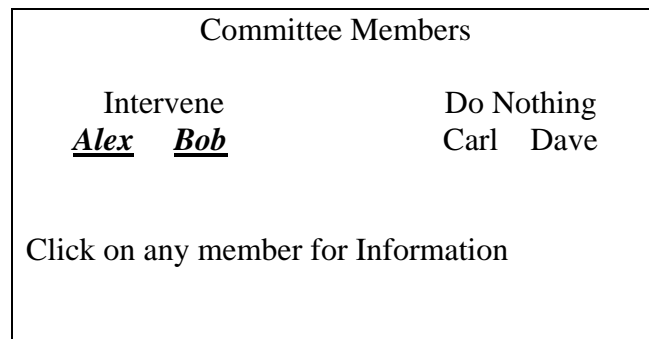 Committee Members
Intervene Do Nothing
Alex Bob Carl Dave
Click on any member for Information